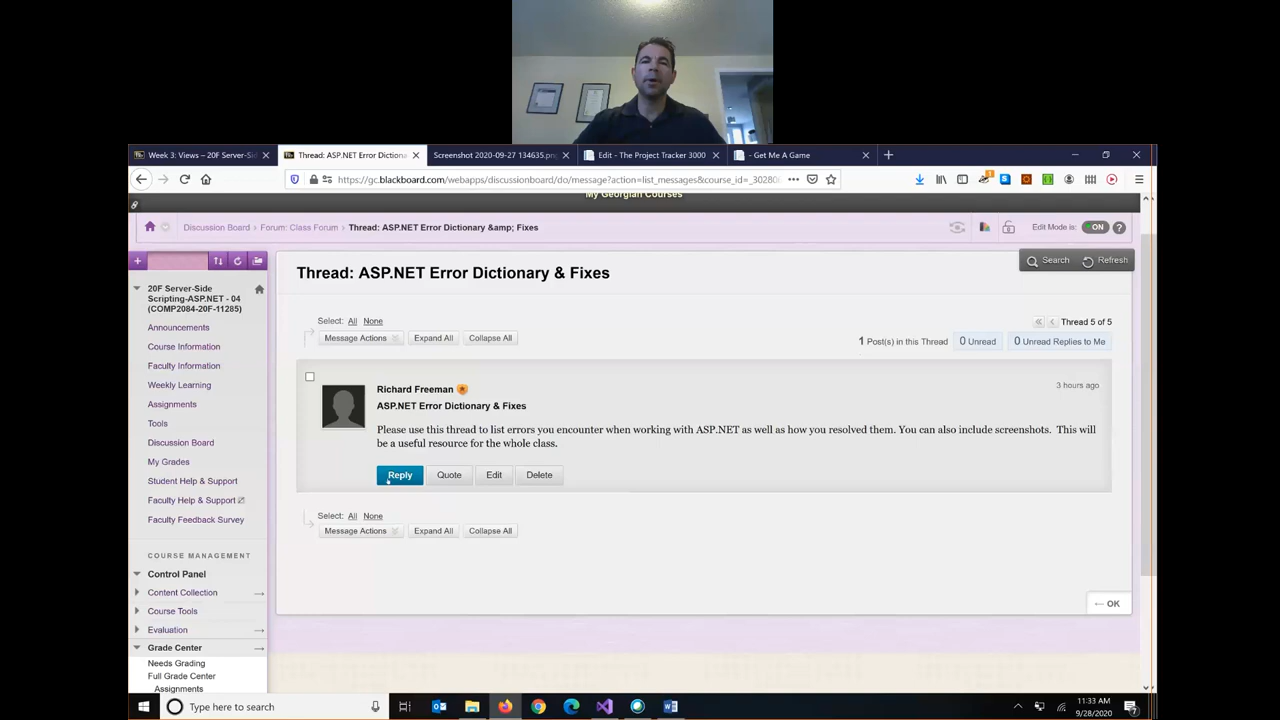 Week 3: Views – 20F Server-Sid
Thread: ASP.NET Error Dictiona
Screenshot 2020-09-27 134635.pn
Edit - The Project Tracker 3000
- Get Me A Game
https://gc.blackboard.com/webapps/discussionboard/do/message?action=list_messages&course_id=_30280
My Georgian Courses
Discussion Board
Forum: Class Forum
Thread: ASP.NET Error Dictionary &amp; Fixes
Edit Mode is:
ON
?
Thread: ASP.NET Error Dictionary & Fixes
Search
Refresh
20F Server-Side
Scripting-ASP.NET - 04
(COMP2084-20F-11285)
Announcements
Course Information
Faculty Information
Weekly Learning
Assignments
Tools
Discussion Board
My Grades
Student Help & Support
Faculty Help & Support
Faculty Feedback Survey
COURSE MANAGEMENT
Control Panel
Content Collection
Course Tools
Evaluation
Grade Center
Needs Grading
Full Grade Center
Assignments
Select: All None
Thread 5 of 5
Message Actions
Expand All
Collapse All
1 Post(s) in this Thread
0 Unread
0 Unread Replies to Me
Richard Freeman
3 hours ago
ASP.NET Error Dictionary & Fixes
Please use this thread to list errors you encounter when working with ASP.NET as well as how you resolved them. You can also include screenshots. This will
be a useful resource for the whole class.
Reply
Quote
Edit
Delete
Select: All None
Message Actions
Expand All
Collapse All
OK
Type here to search
11:33 AM
9/28/2020